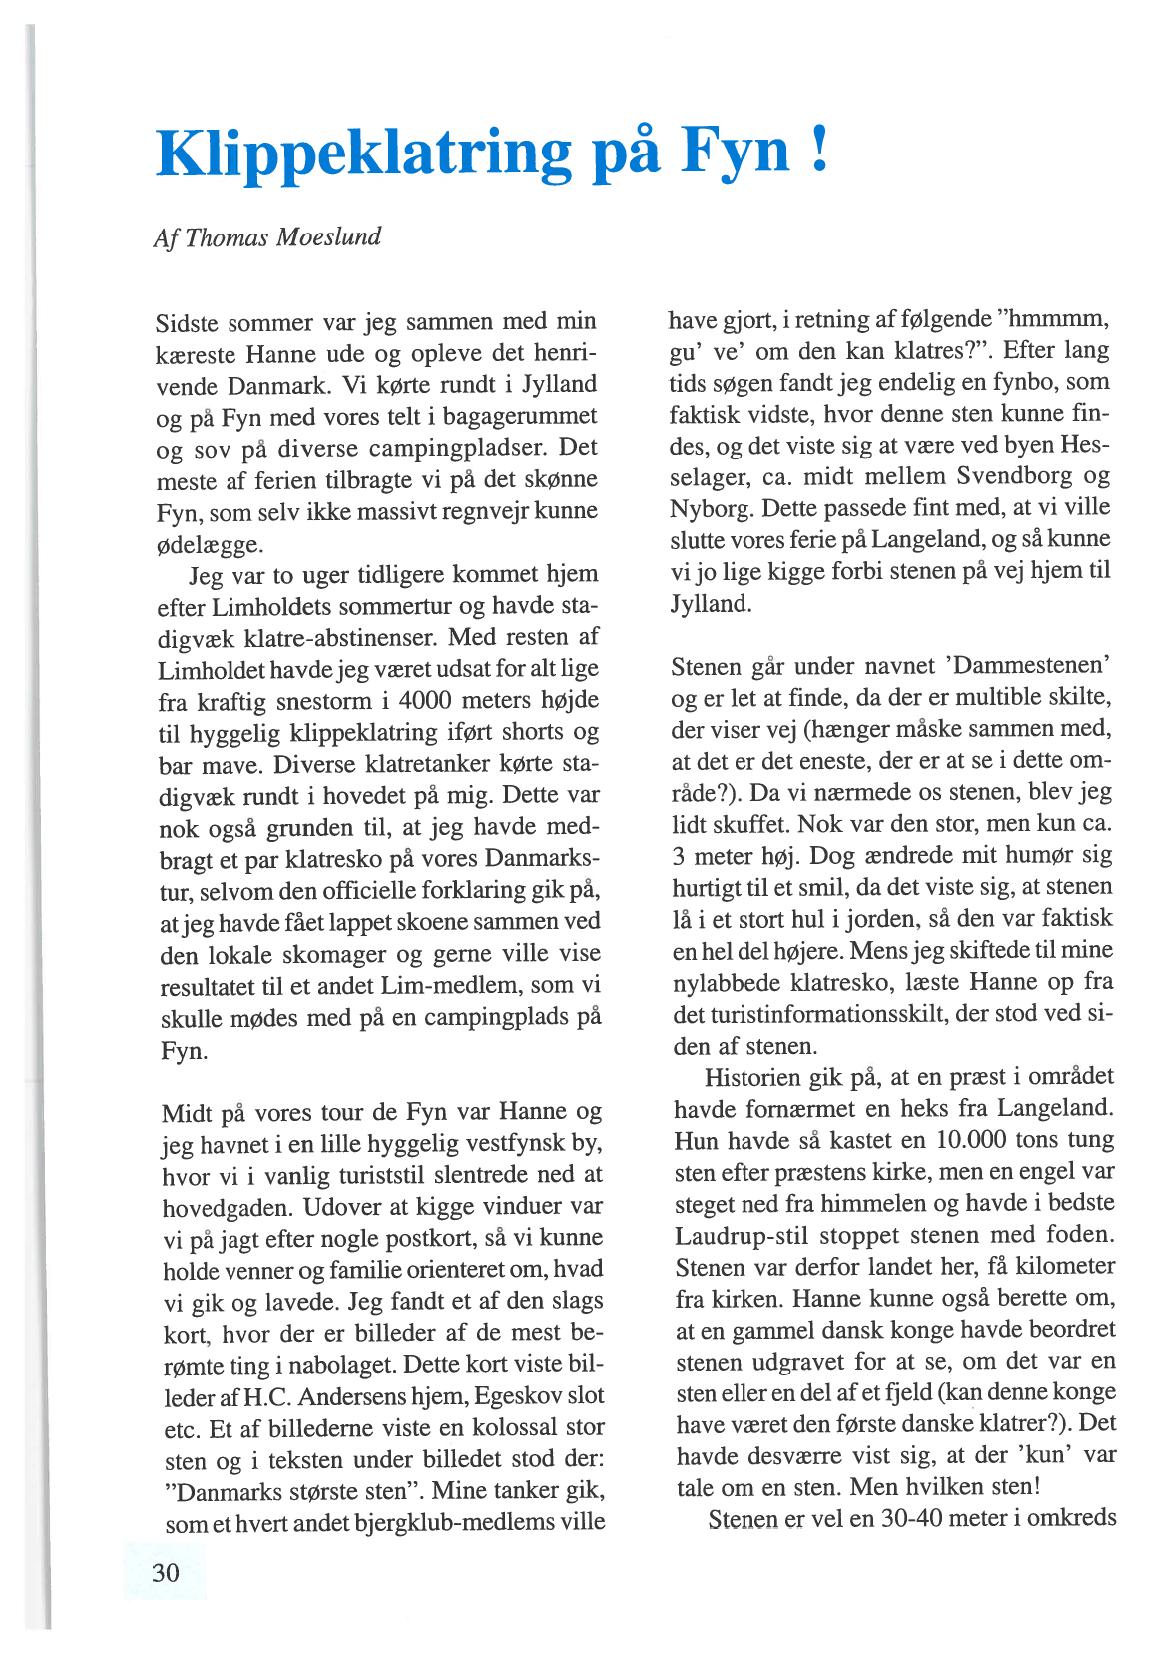 Klippeklatring på Fyn !
Af Thomas Moeslund
Sidste sommer var jeg sammen med min
kæreste Hanne ude og opleve det henri-
vende Danmark. Vi kørte rundt i Jylland
og på Fyn med vores telt i bagagerummet
og sov på diverse campingpladser. Det
meste af ferien tilbragte vi på det skønne
Fyn, som selv ikke massivt regnvejr kunne
ødelægge.
Jeg var to uger tidligere kommet hjem
efter Limholdets sommertur og havde sta-
digvæk klatre-abstinenser. Med resten af
Limholdet havde jeg været udsat for alt lige
fra kraftig snestorm i 4000 meters højde
til hyggelig klippeklatring iført shorts og
bar mave. Diverse klatretanker kørte sta-
digvæk rundt i hovedet på mig. Dette var
nok også grunden til, at jeg havde med-
bragt et par klatresko på vores Danmarks-
tur, selvom den officielle forklaring gik på,
at jeg havde fået lappet skoene sammen ved
den lokale skomager og gerne ville vise
resultatet til et andet Lim-medlem, som vi
skulle mødes med på en campingplads på
Fyn.
Midt på vores tour de Fyn var Hanne og
jeg havnet i en lille hyggelig vestfynsk by,
hvor vi i vanlig turiststil slentrede ned at
hovedgaden. Udover at kigge vinduer var
vi på jagt efter nogle postkort, så vi kunne
holde venner og familie orienteret om, hvad
vi gik og lavede. Jeg fandt et af den slags
kort, hvor der er billeder af de mest be-
rømte ting i nabolaget. Dette kort viste bil-
leder af H.C. Andersens hjem, Egeskov slot
etc. Et af billederne viste en kolossal stor
sten og i teksten under billedet stod der:
"Danmarks største sten". Mine tanker gik,
som et hvert andet bjergklub-medlems ville
have gjort, i retning af følgende "hmmmm,
gu' ve' om den kan klatres?". Efter lang
tids søgen fandt jeg endelig en fynbo, som
faktisk vidste, hvor denne sten kunne fin-
des, og det viste sig at være ved byen Hes-
selager, ca. midt mellem Svendborg og
Nyborg. Dette passede fint med, at vi ville
slutte vores ferie på Langeland, og så kunne
vi jo lige kigge forbi stenen på vej hjem til
Jylland.
Stenen går under navnet 'Dammestenen'
og er let at finde, da der er multible skilte,
der viser vej (hænger måske sammen med,
at det er det eneste, der er at se i dette om-
råde?). Da vi nærmede os stenen, blev jeg
lidt skuffet. Nok var den stor, men kun ca.
3 meter høj. Dog ændrede mit humør sig
hurtigt til et smil, da det viste sig, at stenen
lå i et stort hul i jorden, så den var faktisk
en hel del højere. Mens jeg skiftede til mine
nylabbede klatresko, læste Hanne op fra
det turistinformationsskilt, der stod ved si-
den af stenen.
Historien gik på, at en præst i området
havde fornærmet en heks fra Langeland.
Hun havde så kastet en 10.000 tons tung
sten efter præstens kirke, men en engel var
steget ned fra himmelen og havde i bedste
Laudrup-stil stoppet stenen med foden.
Stenen var derfor landet her, få kilometer
fra kirken. Hanne kunne også berette om,
at en gammel dansk konge havde beordret
stenen udgravet for at se, om det var en
sten eller en del af et fjeld (kan denne konge
have været den første danske klatrer?). Det
havde desværre vist sig, at der 'kun' var
tale om en sten. Men hvilken sten!
Stenen er vel en 30-40 meter i omkreds
30